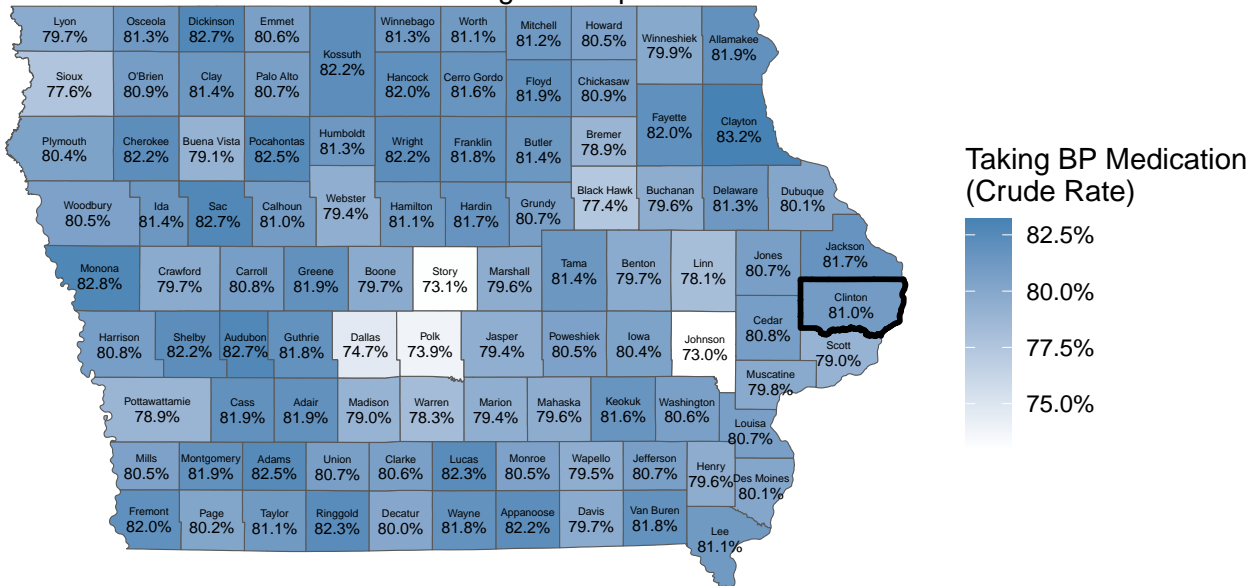 Lyon
79.7%
Osceola
81.3%
Dickinson
82.7%
Emmet
80.6%
Kossuth
82.2%
Winnebago
81.3%
Worth
81.1%
Mitchell
81.2%
Howard
80.5%
Winneshiek
79.9%
Allamakee
81.9%
Sioux
77.6%
O'Brien
80.9%
Clay
81.4%
Palo Alto
80.7%
Hancock
82.0%
Cerro Gordo
81.6%
Floyd
81.9%
Chickasaw
80.9%
Fayette
82.0%
Clayton
83.2%
Plymouth
80.4%
Cherokee
82.2%
Buena Vista
79.1%
Pocahontas
82.5%
Humboldt
81.3%
Wright
82.2%
Franklin
81.8%
Butler
81.4%
Bremer
78.9%
Woodbury
80.5%
Ida
81.4%
Sac
82.7%
Calhoun
81.0%
Webster
79.4%
Hamilton
81.1%
Hardin
81.7%
Grundy
80.7%
Black Hawk
77.4%
Buchanan
79.6%
Delaware
81.3%
Dubuque
80.1%
Monona
82.8%
Crawford
79.7%
Carroll
80.8%
Greene
81.9%
Boone
79.7%
Story
73.1%
Marshall
79.6%
Tama
81.4%
Benton
79.7%
Linn
78.1%
Jones
80.7%
Jackson
81.7%
Clinton
81.0%
Harrison
80.8%
Shelby
82.2%
Audubon
82.7%
Guthrie
81.8%
Dallas
74.7%
Polk
73.9%
Jasper
79.4%
Poweshiek
80.5%
Iowa
80.4%
Johnson
73.0%
Cedar
80.8%
Scott
79.0%
Muscatine
79.8%
Pottawattamie
78.9%
Cass
81.9%
Adair
81.9%
Madison
79.0%
Warren
78.3%
Marion
79.4%
Mahaska
79.6%
Keokuk
81.6%
Washington
80.6%
Louisa
80.7%
Mills
80.5%
Montgomery
81.9%
Adams
82.5%
Union
80.7%
Clarke
80.6%
Lucas
82.3%
Monroe
80.5%
Wapello
79.5%
Jefferson
80.7%
Henry
79.6%
Des Moines
80.1%
Fremont
82.0%
Page
80.2%
Taylor
81.1%
Ringgold
82.3%
Decatur
80.0%
Wayne
81.8%
Appanoose
82.2%
Davis
79.7%
Van Buren
81.8%
Lee
81.1%
Taking BP Medication
(Crude Rate)
82.5%
80.0%
77.5%
75.0%